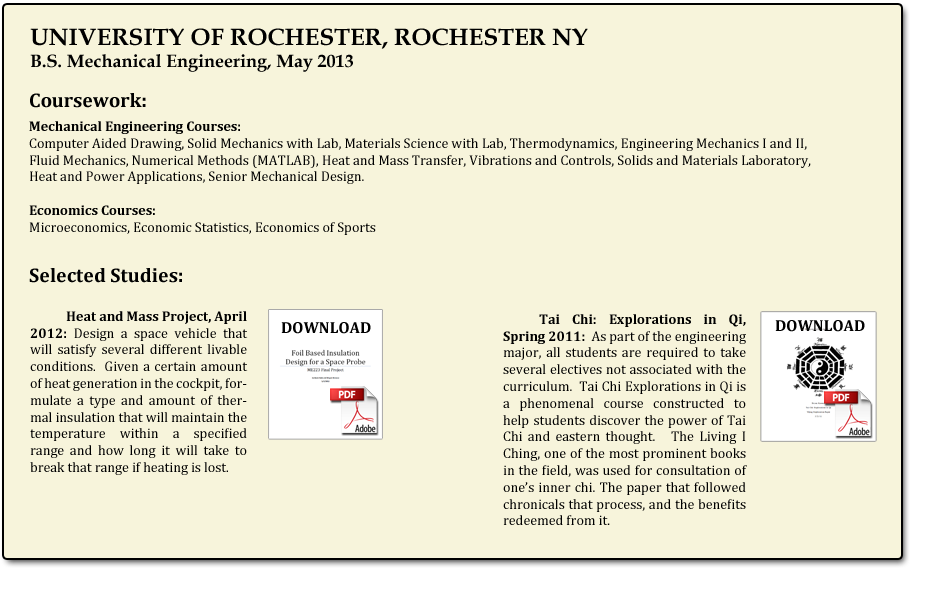 UNIVERSITY OF ROCHESTER, ROCHESTER NY
B.S. Mechanical Engineering, May 2013
Coursework:
Mechanical Engineering Courses:
Computer Aided Drawing, Solid Mechanics with Lab, Materials Science with Lab, Thermodynamics, Engineering Mechanics I and II,
Fluid Mechanics, Numerical Methods (MATLAB), Heat and Mass Transfer, Vibrations and Controls, Solids and Materials Laboratory,
Heat and Power Applications, Senior Mechanical Design.
Economics Courses:
Microeconomics, Economic Statistics, Economics of Sports
Selected Studies:
Heat and Mass Project, April
2012: Design a space vehicle that
will satisfy several different livable
conditions. Given a certain amount
of heat generation in the cockpit, for-
mulate a type and amount of ther-
mal insulation that will maintain the
temperature within a specified
range and how long it will take to
break that range if heating is lost.
DOWNLOAD
Foil Based Insulation
Design for a Space Probe
ME223 Final Project
PDF
Adobe
Tai Chi: Explorations in Qi,
Spring 2011: As part of the engineering
major, all students are required to take
several electives not associated with the
curriculum. Tai Chi Explorations in Qi is
a phenomenal course constructed to
help students discover the power of Tai
Chi and eastern thought. The Living I
Ching, one of the most prominent books
in the field, was used for consultation of
one's inner chi. The paper that followed
chronicals that process, and the benefits
redeemed from it.
DOWNLOAD
PDF
Adobe